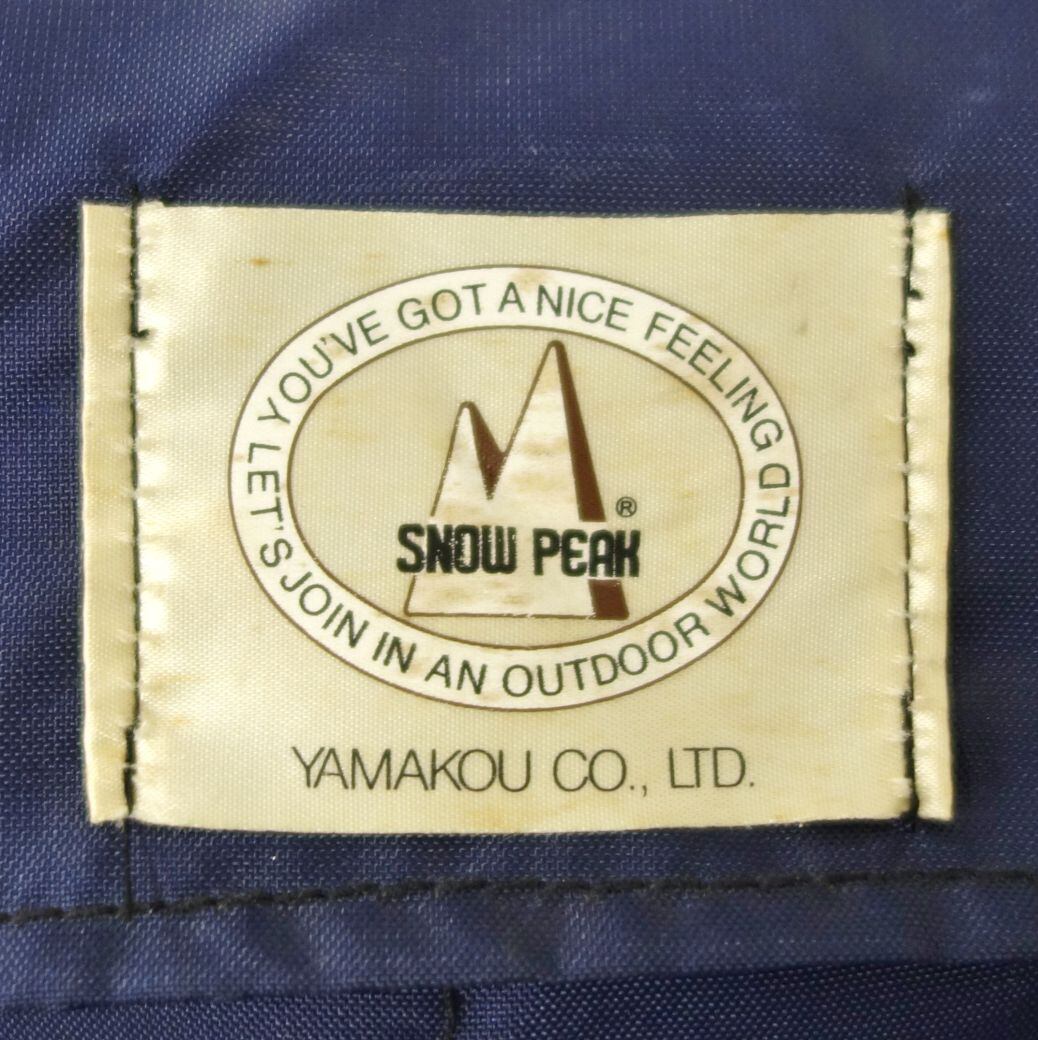 YOU'VE GOT A NICE FEELING
LET'S JOIN IN AN OUTDOOR WORLD
SNOW PEAK ®
YAMAKOU CO., LTD.